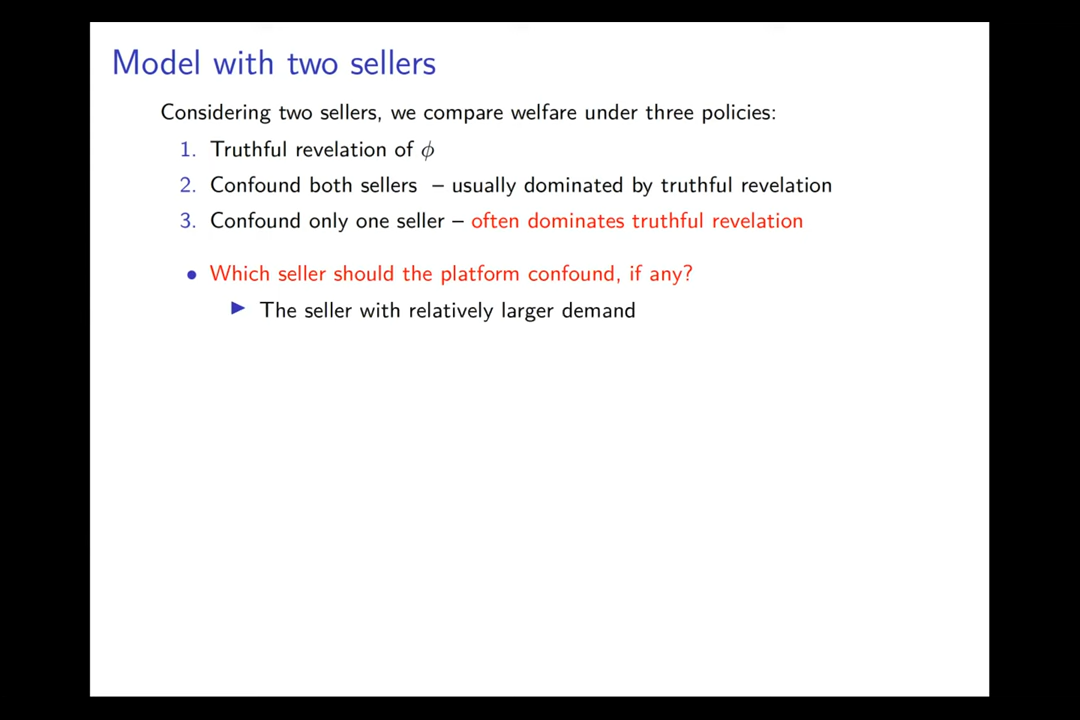 Model with two sellers
Considering two sellers, we compare welfare under three policies:
1. Truthful revelation of ϕ
2. Confound both sellers – usually dominated by truthful revelation
3. Confound only one seller – often dominates truthful revelation
• Which seller should the platform confound, if any?
▶ The seller with relatively larger demand